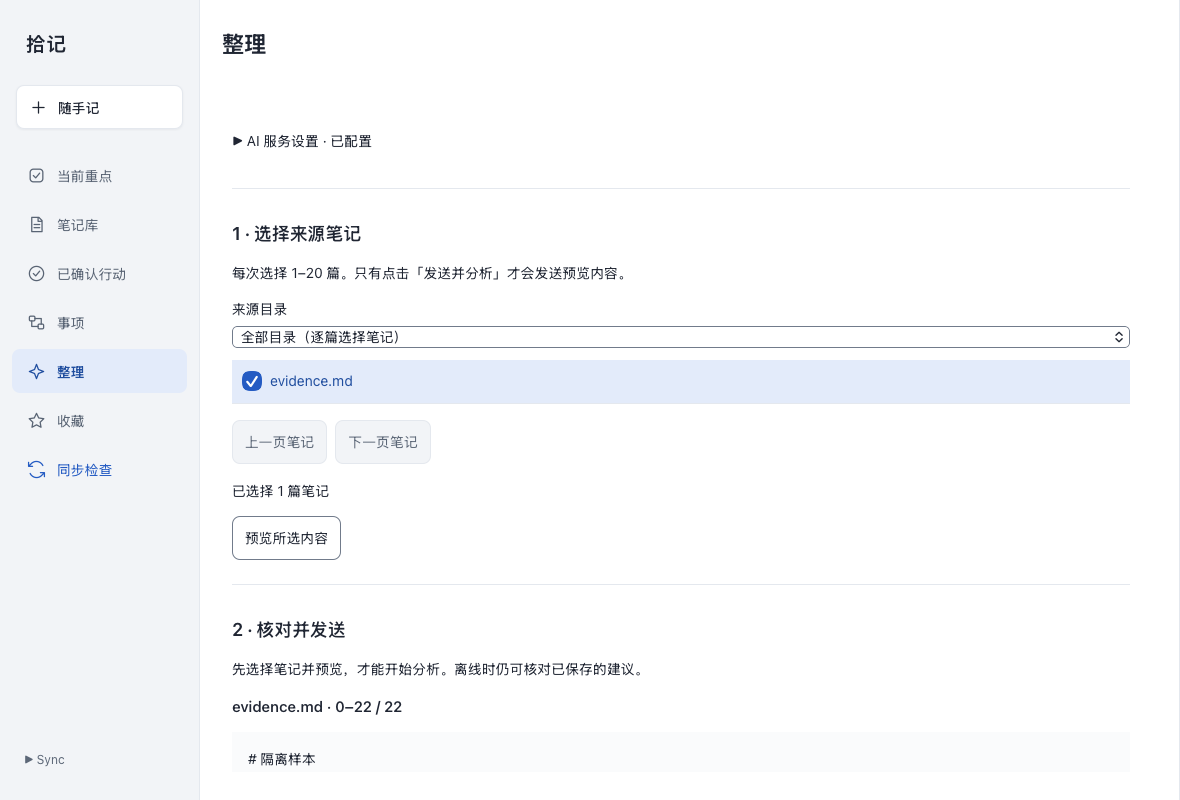 拾记
随手记
当前重点
笔记库
已确认行动
事项
整理
收藏
同步检查
▶ Sync
整理
▶ AI 服务设置 · 已配置
1 · 选择来源笔记
每次选择 1–20 篇。只有点击「发送并分析」才会发送预览内容。
来源目录
全部目录（逐篇选择笔记）
evidence.md
上一页笔记 下一页笔记
已选择 1 篇笔记
预览所选内容
2 · 核对并发送
先选择笔记并预览，才能开始分析。离线时仍可核对已保存的建议。
evidence.md · 0–22 / 22
# 隔离样本